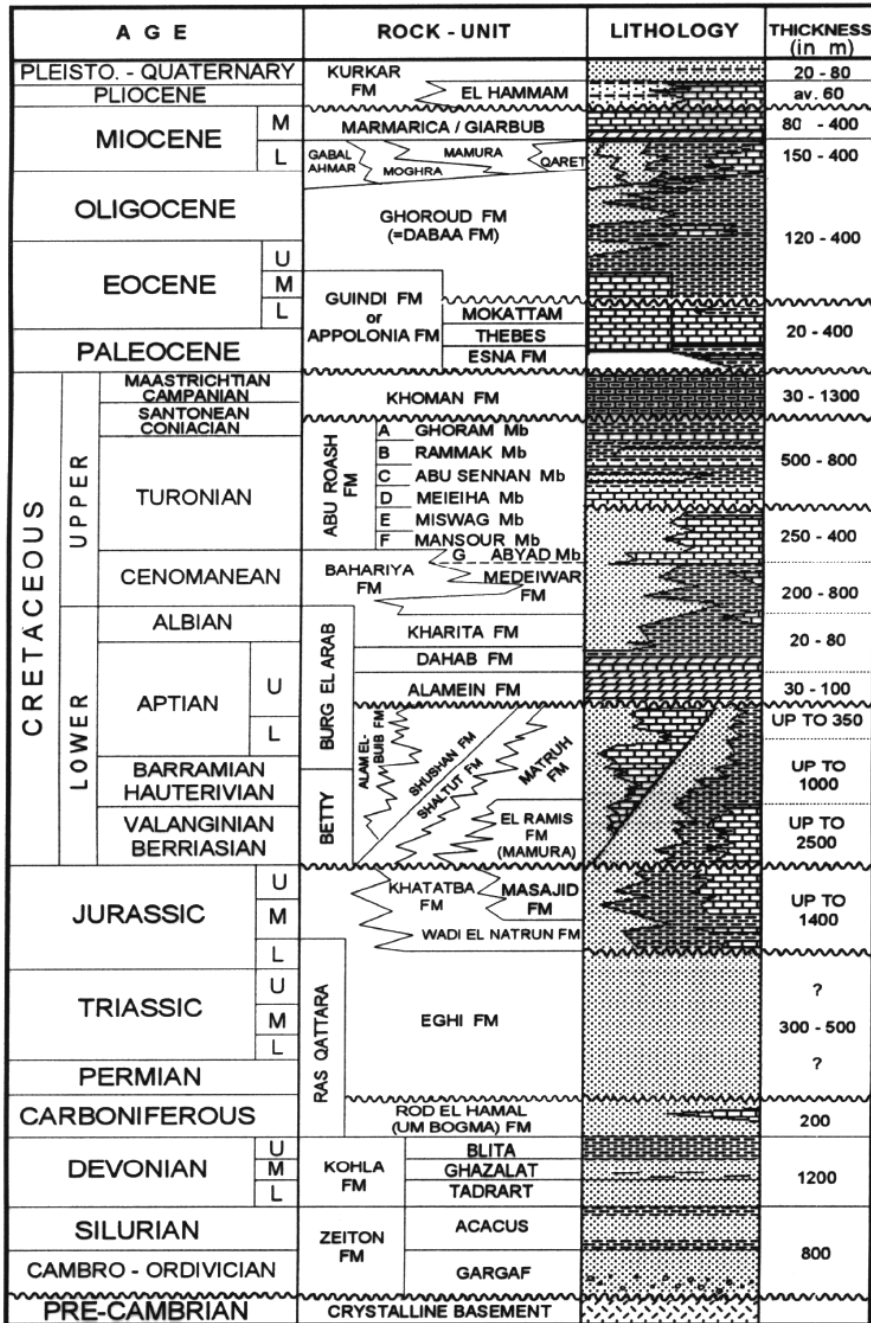 A G E
ROCK - UNIT
LITHOLOGY
THICKNESS
(in m)
PLEISTO. - QUATERNARY
KURKAR
FM
20 - 80
PLIOCENE
EL HAMMAM
av. 60
MIOCENE
M
MARMARICA / GIARBUB
80 - 400
L
GABAL
AHMAR
MOGHRA
MAMURA
QARET
150 - 400
OLIGOCENE
GHOROUD FM
(=DABAA FM)
120 - 400
EOCENE
U
M
L
GUINDI FM
or
APPOLONIA FM
MOKATTAM
THEBES
ESNA FM
20 - 400
PALEOCENE
CRETACEOUS
UPPER
MAASTRICHTIAN
CAMPANIAN
KHOMAN FM
30 - 1300
SANTONEAN
CONIACIAN
TURONIAN
ABU ROASH
FM
A GHORAM Mb
B RAMMAK Mb
C ABU SENNAN Mb
D MEIEIHA Mb
E MISWAG Mb
F MANSOUR Mb
500 - 800
250 - 400
CENOMANEAN
BAHARIYA
FM
G ABYAD Mb
MEDEIWAR
FM
200 - 800
LOWER
ALBIAN
BURG EL ARAB
KHARITA FM
20 - 80
DAHAB FM
APTIAN
U
L
ALAMEIN FM
30 - 100
ALAM EL-
BUIB FM
SHUSHAN FM
SHALTUT FM
MATRUH
FM
UP TO 350
BARRAMIAN
HAUTERIVIAN
BETTY
UP TO
1000
VALANGINIAN
BERRIASIAN
EL RAMIS
FM
(MAMURA)
UP TO
2500
JURASSIC
U
M
L
KHATATBA
FM
MASAJID
FM
WADI EL NATRUN FM
UP TO
1400
RAS QATTARA
TRIASSIC
U
M
L
EGHI FM
?
300 - 500
?
PERMIAN
CARBONIFEROUS
ROD EL HAMAL
(UM BOGMA) FM
200
DEVONIAN
U
M
L
KOHLA
FM
BLITA
GHAZALAT
TADRART
1200
SILURIAN
ZEITON
FM
ACACUS
800
CAMBRO - ORDIVICIAN
GARGAF
PRE-CAMBRIAN
CRYSTALLINE BASEMENT